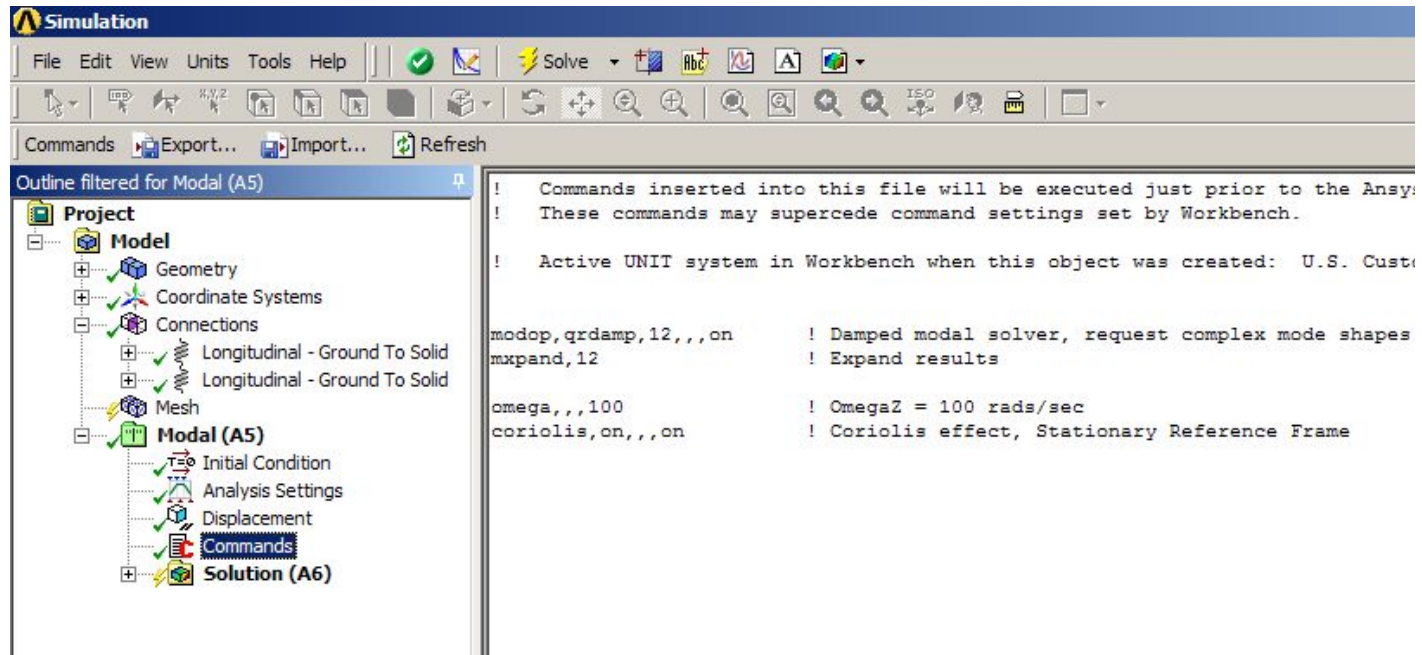 Simulation
File Edit View Units Tools Help Solve
Commands Export... Import... Refresh
Outline filtered for Modal (A5)
Project
Model
Geometry
Coordinate Systems
Connections
Longitudinal - Ground To Solid
Longitudinal - Ground To Solid
Mesh
Modal (A5)
Initial Condition
Analysis Settings
Displacement
Commands
Solution (A6)
! Commands inserted into this file will be executed just prior to the Ansys
! These commands may supercede command settings set by Workbench.
! Active UNIT system in Workbench when this object was created: U.S. Custo
modop,qrdamp,12,,,on ! Damped modal solver, request complex mode shapes
mxpand,12 ! Expand results
omega,,,100 ! OmegaZ = 100 rads/sec
coriolis,on,,,on ! Coriolis effect, Stationary Reference Frame